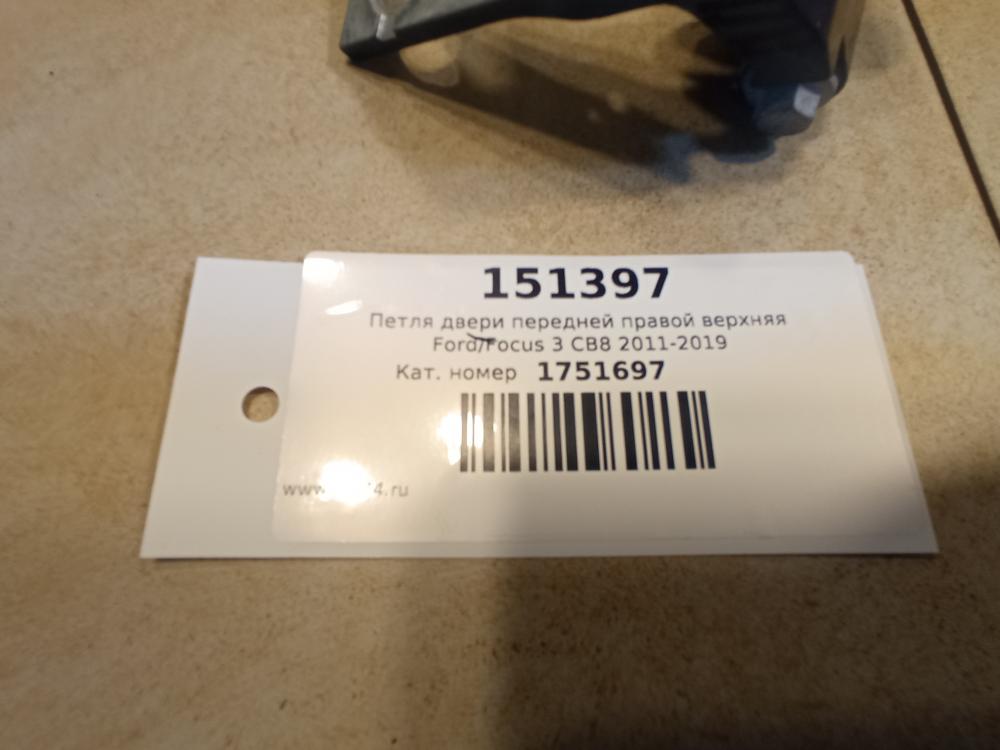 151397
Петля двери передней правой верхняя
Ford/Focus 3 CB8 2011-2019
Кат. номер 1751697